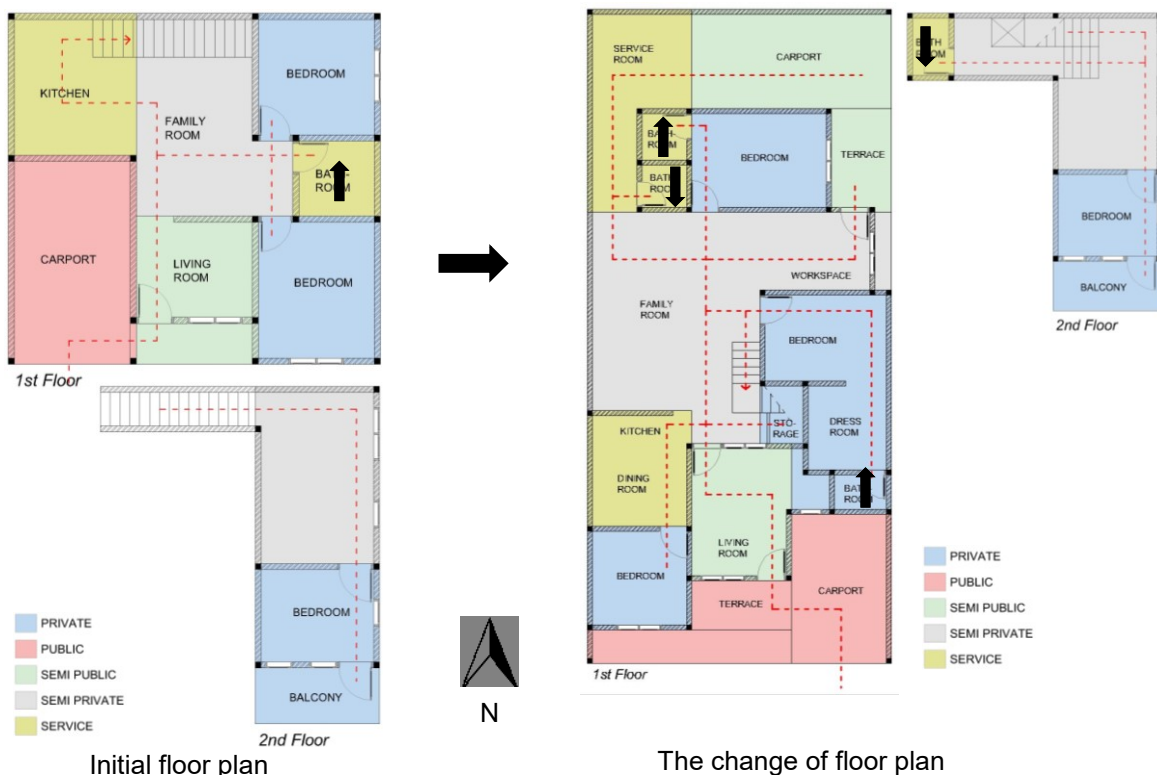 BEDROOM
KITCHEN
FAMILY
ROOM
BAT
ROOM
CARPORT
LIVING
ROOM
BEDROOM
1st Floor
BEDROOM
BALCONY
2nd Floor
PRIVATE
PUBLIC
SEMI PUBLIC
SEMI PRIVATE
SERVICE
Initial floor plan
N
SERVICE
ROOM
CARPORT
BATH-
ROOM
BEDROOM
TERRACE
BAT
ROOM
WORKSPACE
FAMILY
ROOM
BEDROOM
KITCHEN
STO-
RAGE
DRESS
ROOM
DINING
ROOM
BAT
ROOM
LIVING
ROOM
BEDROOM
TERRACE
CARPORT
1st Floor
BATH
ROOM
BEDROOM
BALCONY
2nd Floor
PRIVATE
PUBLIC
SEMI PUBLIC
SEMI PRIVATE
SERVICE
The change of floor plan